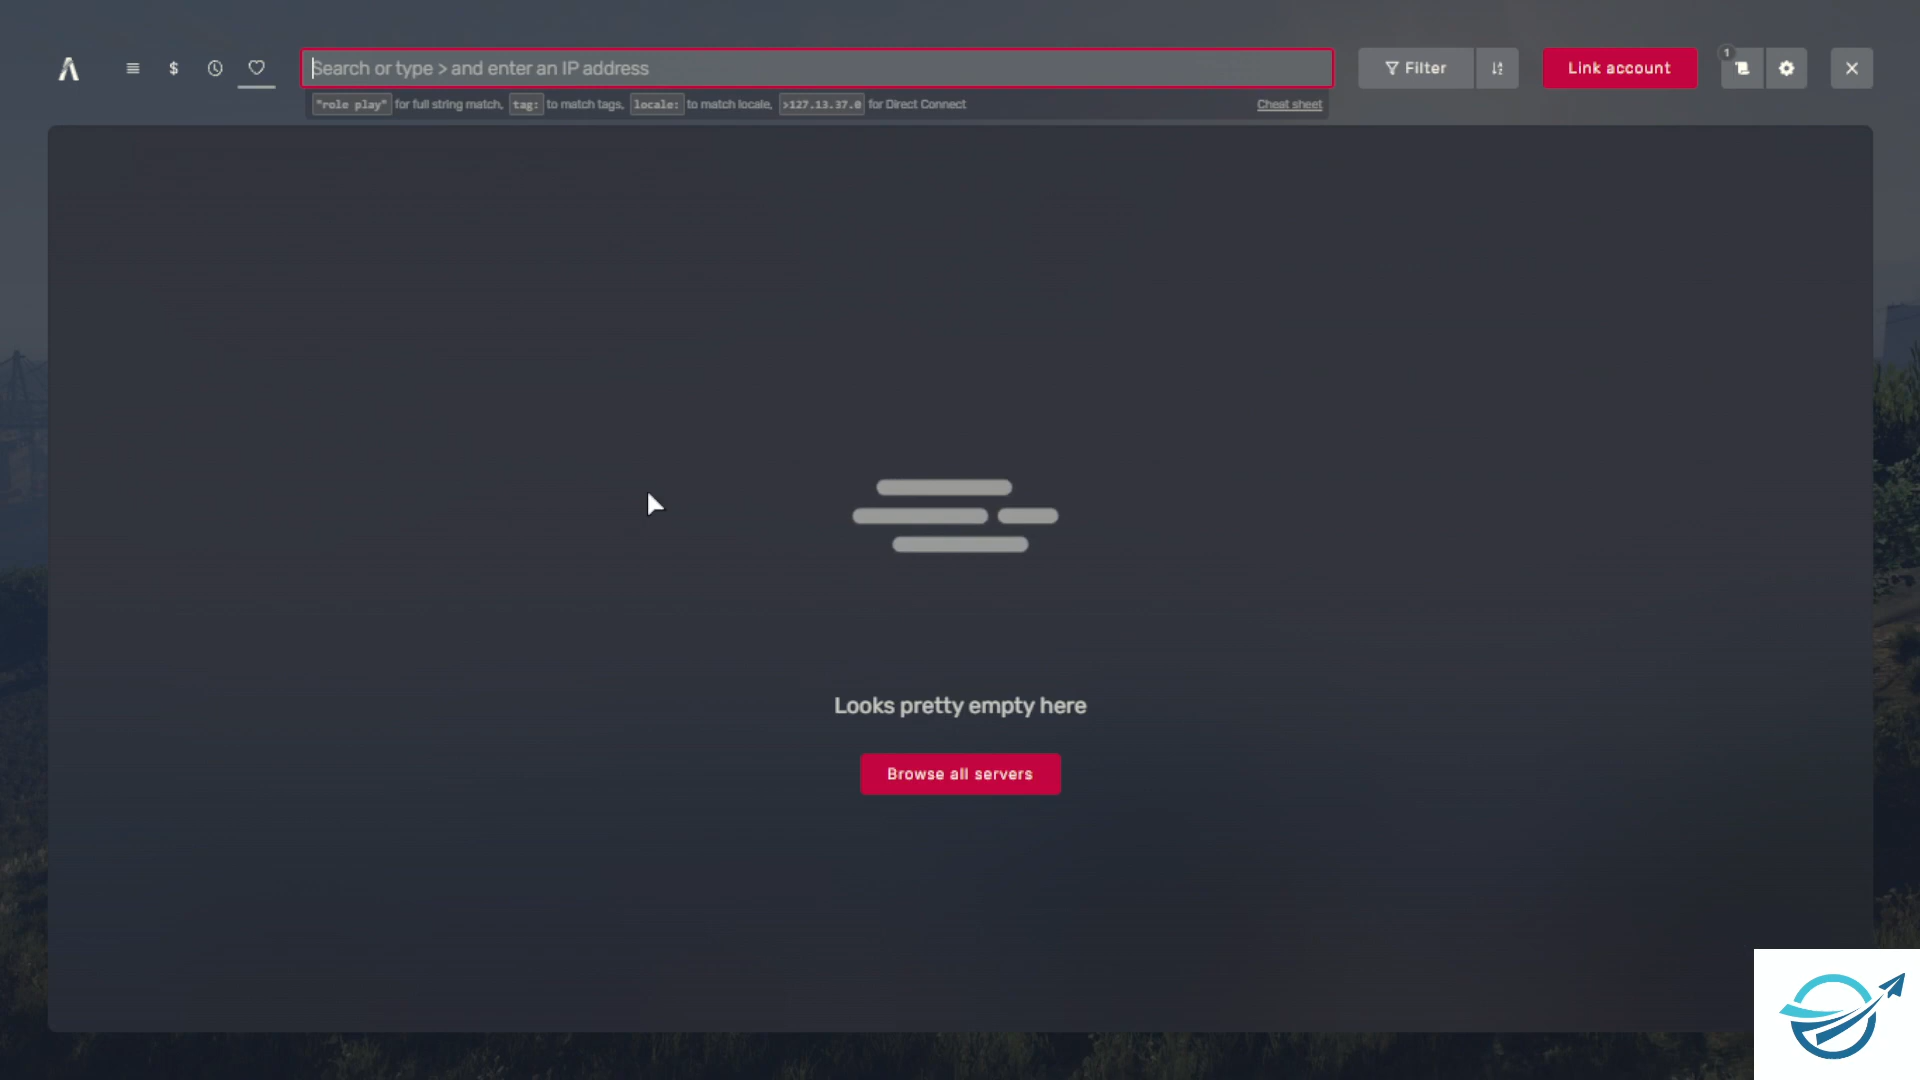 $
Search or type > and enter an IP address
Filter
Link account
1
"role play" for full string match, tag: to match tags, locale: to match locale, >127.13.37.0 for Direct Connect
Cheat sheet
Looks pretty empty here
Browse all servers